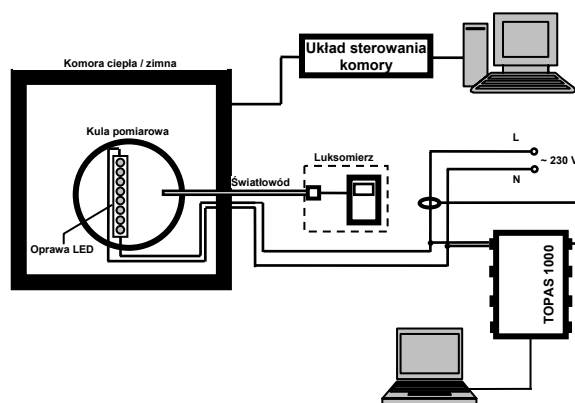 Komora ciepła / zimna
Układ sterowania
komory
Kula pomiarowa
Luksomierz
L
~ 230 V
N
Światłowód
Oprawa LED
TOPAS 1000